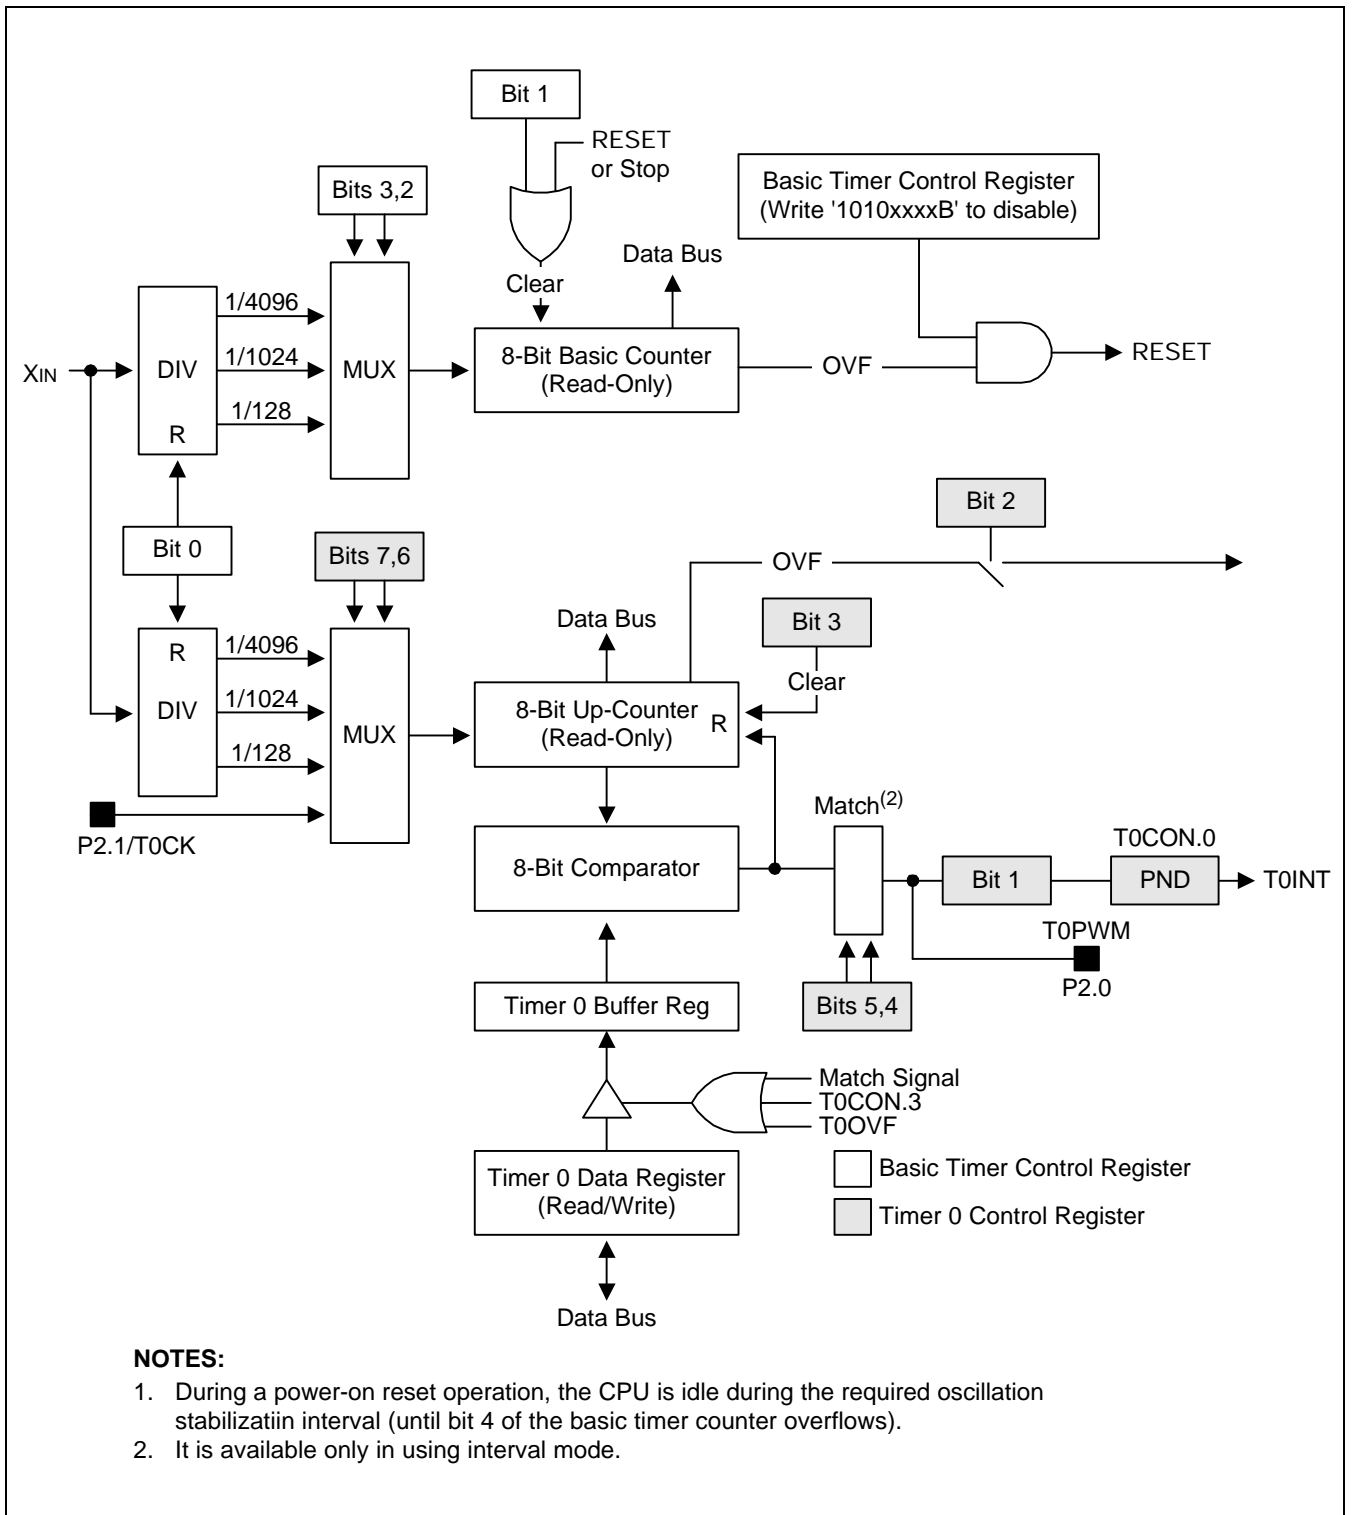 Bit 1
RESET
or Stop
Bits 3,2
Basic Timer Control Register
(Write '1010xxxxB' to disable)
Data Bus
Clear
1/4096
XIN
DIV
1/1024
MUX
8-Bit Basic Counter
(Read-Only)
OVF
RESET
1/128
R
Bit 2
Bit 0
Bits 7,6
OVF
Data Bus
Bit 3
R
1/4096
Clear
DIV
1/1024
MUX
8-Bit Up-Counter
(Read-Only)
R
1/128
Match(2)
P2.1/T0CK
T0CON.0
8-Bit Comparator
Bit 1
PND
T0INT
T0PWM
P2.0
Timer 0 Buffer Reg
Bits 5,4
Match Signal
T0CON.3
T0OVF
Timer 0 Data Register
(Read/Write)
Basic Timer Control Register
Timer 0 Control Register
Data Bus
NOTES:
1. During a power-on reset operation, the CPU is idle during the required oscillation
stabilizatiin interval (until bit 4 of the basic timer counter overflows).
2. It is available only in using interval mode.